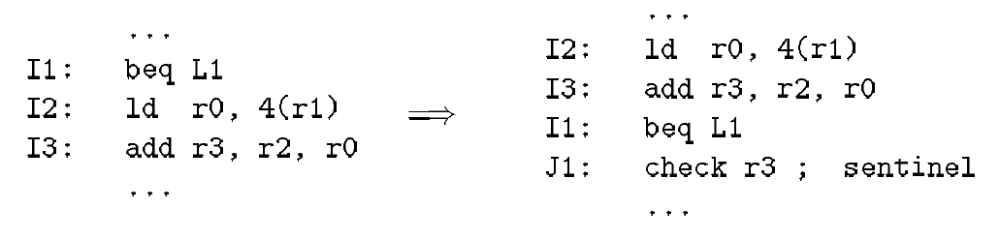 ...
I1: beq L1
I2: ld r0, 4(r1)
I3: add r3, r2, r0
...
⟹
...
I2: ld r0, 4(r1)
I3: add r3, r2, r0
I1: beq L1
J1: check r3 ; sentinel
...